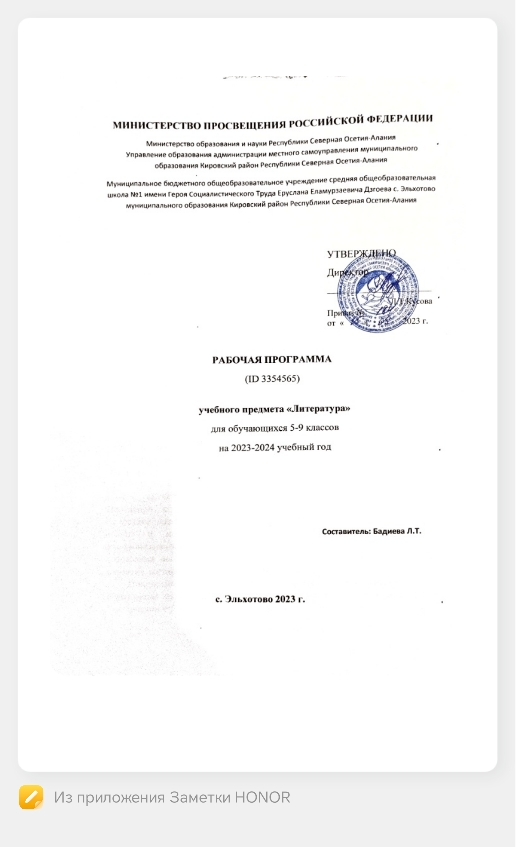 МИНИСТЕРСТВО ПРОСВЕЩЕНИЯ РОССИЙСКОЙ ФЕДЕРАЦИИ
Министерство образования и науки Республики Северная Осетия-Алания
Управление образования администрации местного самоуправления муниципального
образования Кировский район Республики Северная Осетия-Алания
Муниципальное бюджетное общеобразовательное учреждение средняя общеобразовательная
школа №1 имени Героя Социалистического Труда Еруслана Еламурзаевича Дзгоева с. Эльхотово
муниципального образования Кировский район Республики Северная Осетия-Алания
УТВЕРЖДЕНО
Директор
Кусова
от « 2023 г.
РАБОЧАЯ ПРОГРАММА
(ID 3354565)
учебного предмета «Литература»
для обучающихся 5-9 классов
на 2023-2024 учебный год
Составитель: Бадиева Л.Т.
с. Эльхотово 2023 г.
Из приложения Заметки HONOR